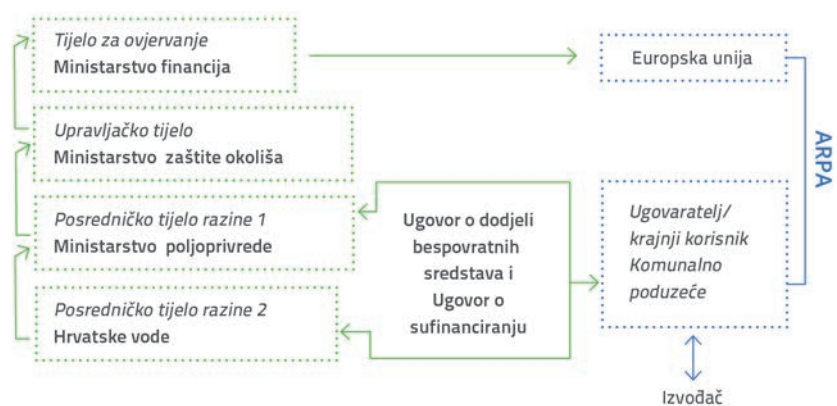 Tijelo za ovjervanje
Ministarstvo financija
Europska unija
Upravljačko tijelo
Ministarstvo zaštite okoliša
ARPA
Posredničko tijelo razine 1
Ministarstvo poljoprivrede
Ugovor o dodjeli
bespovratnih
sredstava i
Ugovor o
sufinanciranju
Ugovaratelj/
krajnji korisnik
Komunalno
poduzeće
Posredničko tijelo razine 2
Hrvatske vode
Izvođač